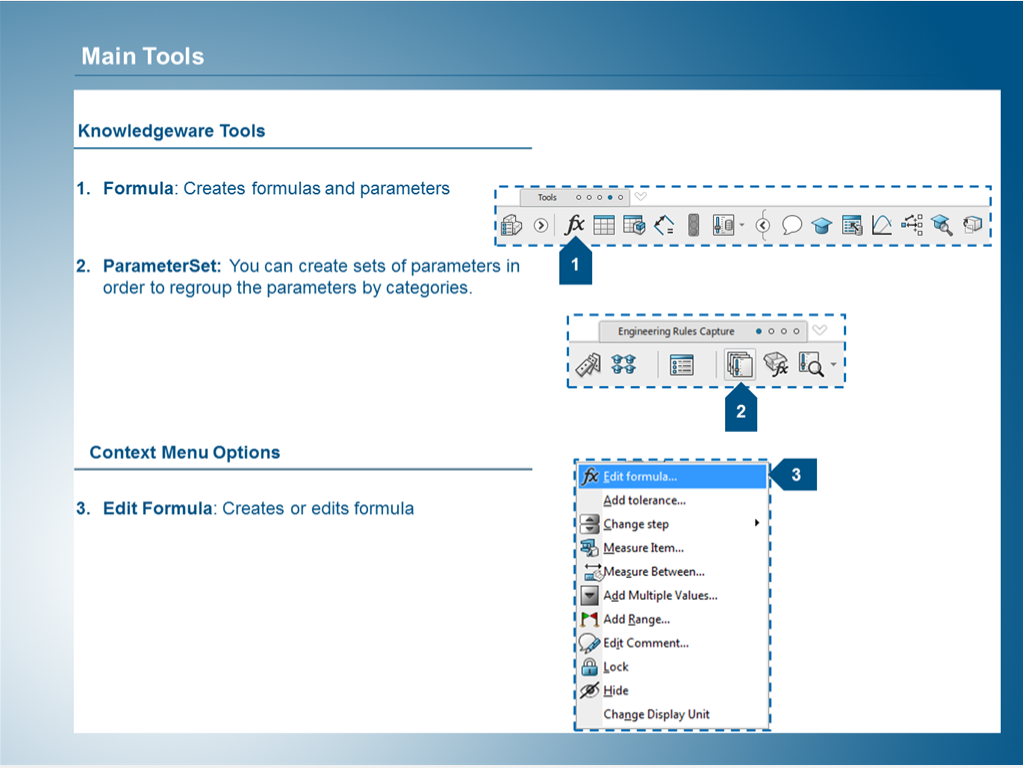 Main Tools
Knowledgeware Tools
1. Formula: Creates formulas and parameters
Tools
fx
1
2. ParameterSet: You can create sets of parameters in
order to regroup the parameters by categories.
Engineering Rules Capture
fx
2
Context Menu Options
3. Edit Formula: Creates or edits formula
fx Edit formula...
3
Add tolerance...
Change step
Measure Item...
Measure Between...
Add Multiple Values...
Add Range...
Edit Comment...
Lock
Hide
Change Display Unit